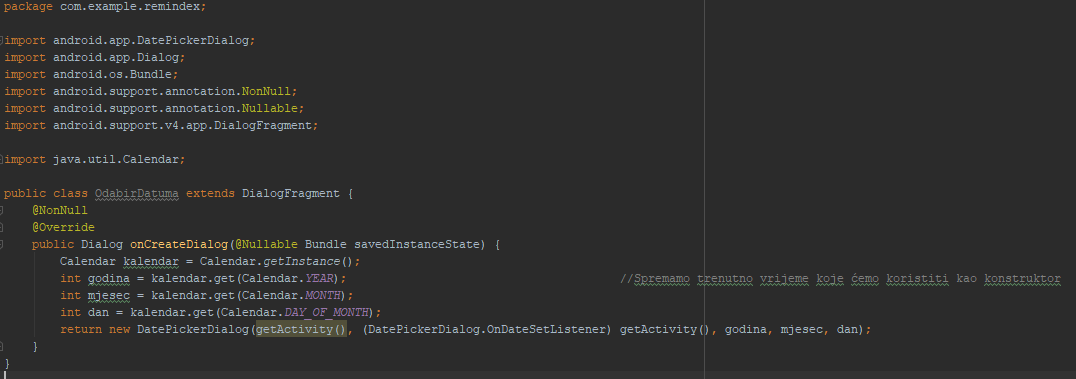 package com.example.remindex;
import android.app.DatePickerDialog;
import android.app.Dialog;
import android.os.Bundle;
import android.support.annotation.NonNull;
import android.support.annotation.Nullable;
import android.support.v4.app.DialogFragment;
import java.util.Calendar;
public class OdabirDatuma extends DialogFragment {
@NonNull
@Override
public Dialog onCreateDialog(@Nullable Bundle savedInstanceState) {
Calendar kalendar = Calendar.getInstance();
int godina = kalendar.get(Calendar.YEAR); //Spremamo trenutno vrijeme koje ćemo koristiti kao konstruktor
int mjesec = kalendar.get(Calendar.MONTH);
int dan = kalendar.get(Calendar.DAY_OF_MONTH);
return new DatePickerDialog(getActivity(), (DatePickerDialog.OnDateSetListener) getActivity(), godina, mjesec, dan);
}
}